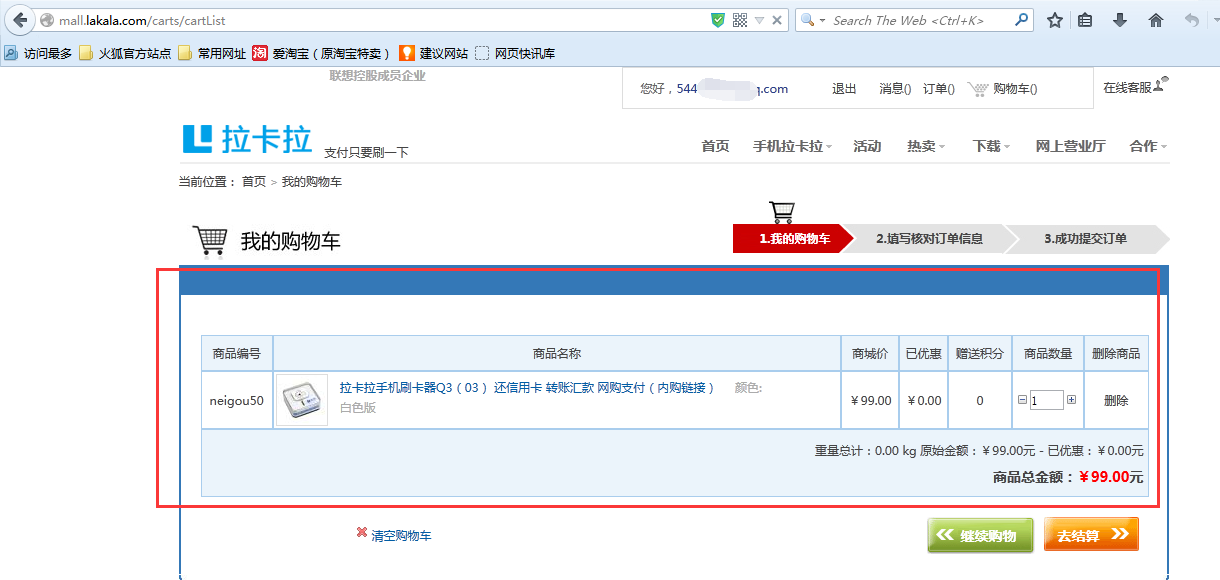 mall.lakala.com/carts/cartList
Search The Web <Ctrl+K>
访问最多 火狐官方站点 常用网址 淘 爱淘宝（原淘宝特卖） 建议网站 网页快讯库
联想控股成员企业
您好，544 q.com 退出 消息() 订单() 购物车() 在线客服
拉卡拉 支付只要刷一下
首页 手机拉卡拉 活动 热卖 下载 网上营业厅 合作
当前位置： 首页 > 我的购物车
我的购物车
1.我的购物车 2.填写核对订单信息 3.成功提交订单
商品编号 商品名称 商城价 已优惠 赠送积分 商品数量 删除商品
neigou50 拉卡拉手机刷卡器Q3（03） 还信用卡 转账汇款 网购支付（内购链接） 颜色: ￥99.00 ￥0.00 0 1 删除
白色版
重量总计：0.00 kg 原始金额：￥99.00元 - 已优惠：￥0.00元
商品总金额：￥99.00元
清空购物车 继续购物 去结算